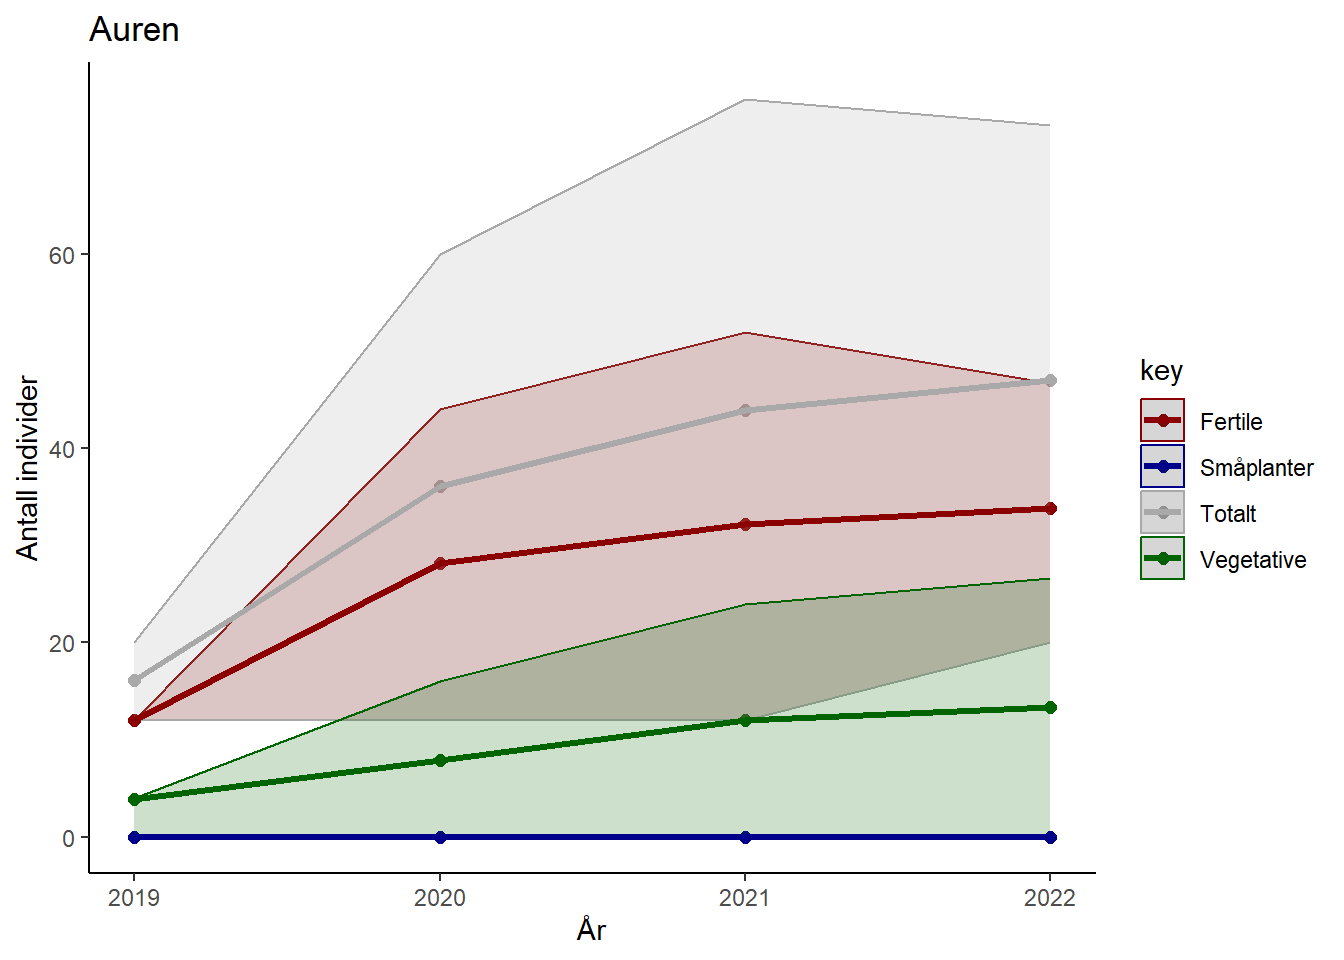 Auren
Antall individer
60
40
20
0
2019 2020 2021 2022
År
key
Fertile
Småplanter
Totalt
Vegetative